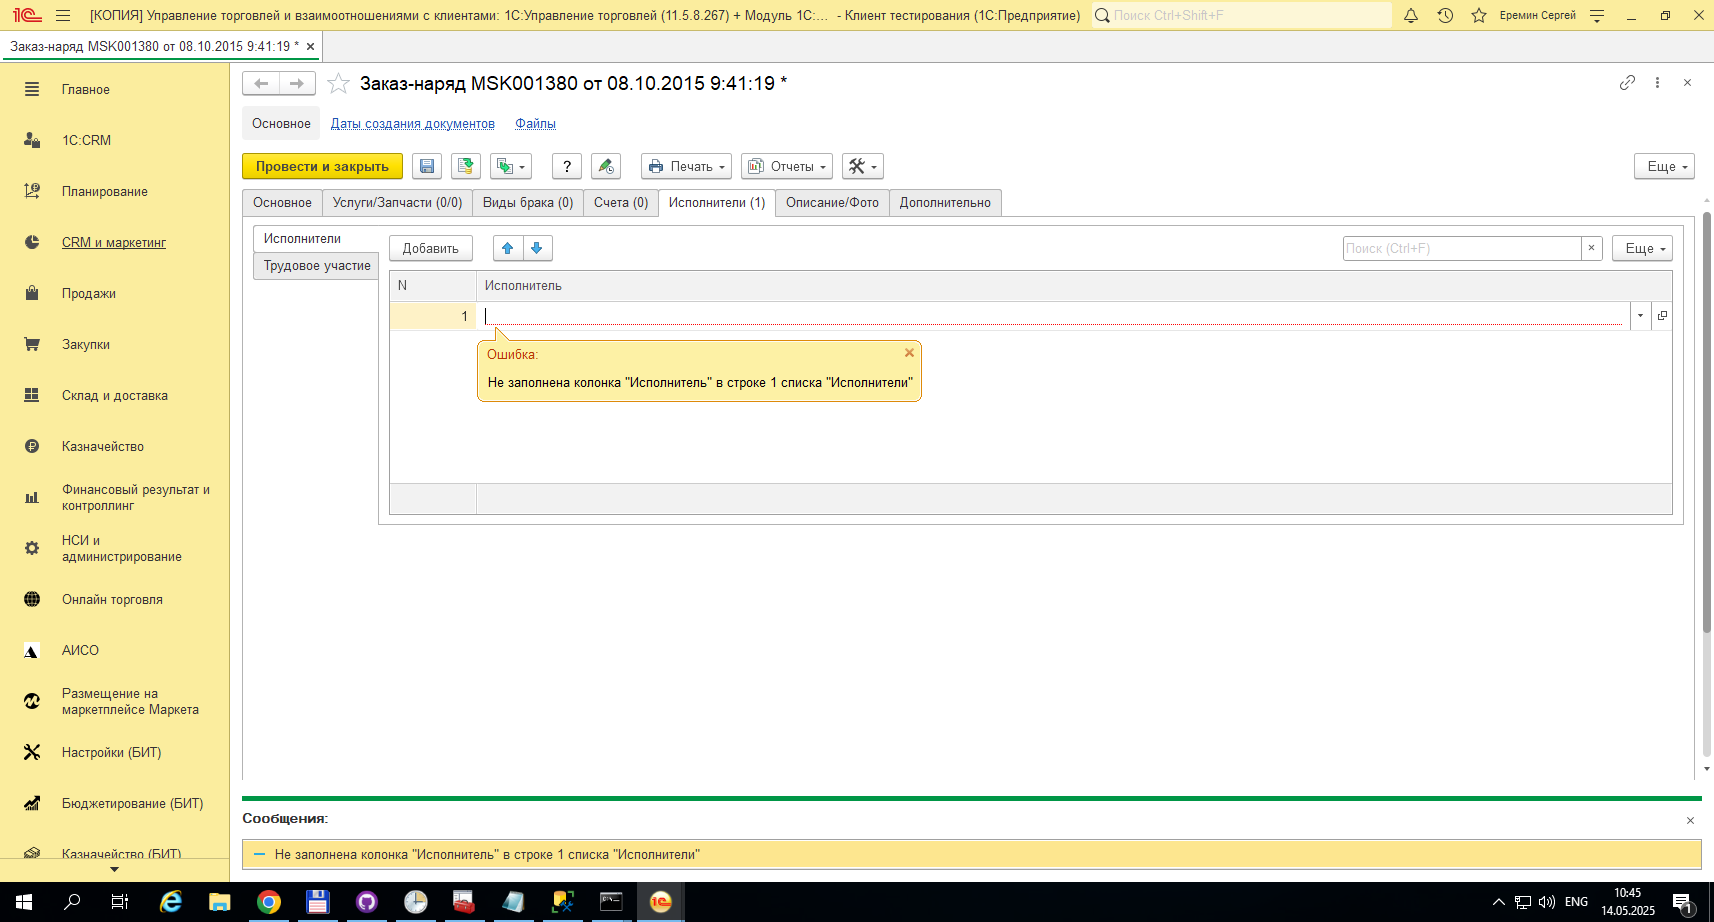 [КОПИЯ] Управление торговлей и взаимоотношениями с клиентами: 1С:Управление торговлей (11.5.8.267) + Модуль 1С:... - Клиент тестирования (1С:Предприятие)
Поиск Ctrl+Shift+F
Еремин Сергей
Заказ-наряд MSK001380 от 08.10.2015 9:41:19 *
Главное
1C:CRM
Планирование
CRM и маркетинг
Продажи
Закупки
Склад и доставка
Казначейство
Финансовый результат и
контроллинг
НСИ и
администрирование
Онлайн торговля
АИСО
Размещение на
маркетплейсе Маркета
Настройки (БИТ)
Бюджетирование (БИТ)
Казначейство (БИТ)
Заказ-наряд MSK001380 от 08.10.2015 9:41:19 *
Основное Даты создания документов Файлы
Провести и закрыть ? Печать Отчеты Еще
Основное Услуги/Запчасти (0/0) Виды брака (0) Счета (0) Исполнители (1) Описание/Фото Дополнительно
Исполнители
Трудовое участие
Добавить Поиск (Ctrl+F) × Еще
N Исполнитель
1
Ошибка:
Не заполнена колонка "Исполнитель" в строке 1 списка "Исполнители"
Сообщения:
Не заполнена колонка "Исполнитель" в строке 1 списка "Исполнители"
ENG
10:45
14.05.2025
1